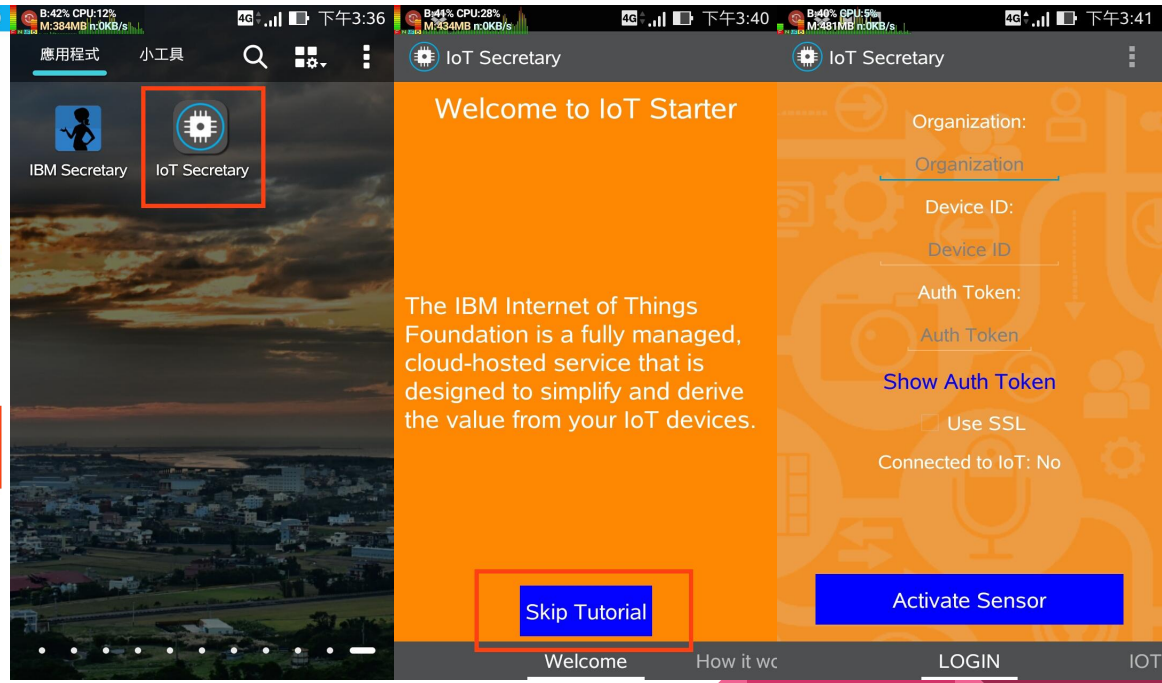 B:42% CPU:12%
M:384MB n:0KB/s
4G
下午3:36
應用程式
小工具
IBM Secretary
IoT Secretary
B:41% CPU:28%
M:434MB n:0KB/s
4G
下午3:40
IoT Secretary
Welcome to IoT Starter
The IBM Internet of Things
Foundation is a fully managed,
cloud-hosted service that is
designed to simplify and derive
the value from your IoT devices.
Skip Tutorial
Welcome
How it wo
B:40% CPU:5%
M:481MB n:0KB/s
4G
下午3:41
IoT Secretary
Organization:
Organization
Device ID:
Device ID
Auth Token:
Auth Token
Show Auth Token
Use SSL
Connected to IoT: No
Activate Sensor
LOGIN
IOT